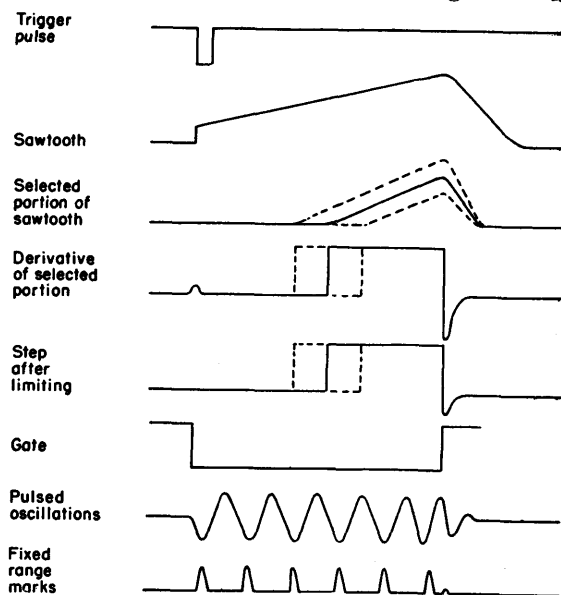 Trigger
pulse
Sawtooth
Selected
portion of
sawtooth
Derivative
of selected
portion
Step
after
limiting
Gate
Pulsed
oscillations
Fixed
range
marks